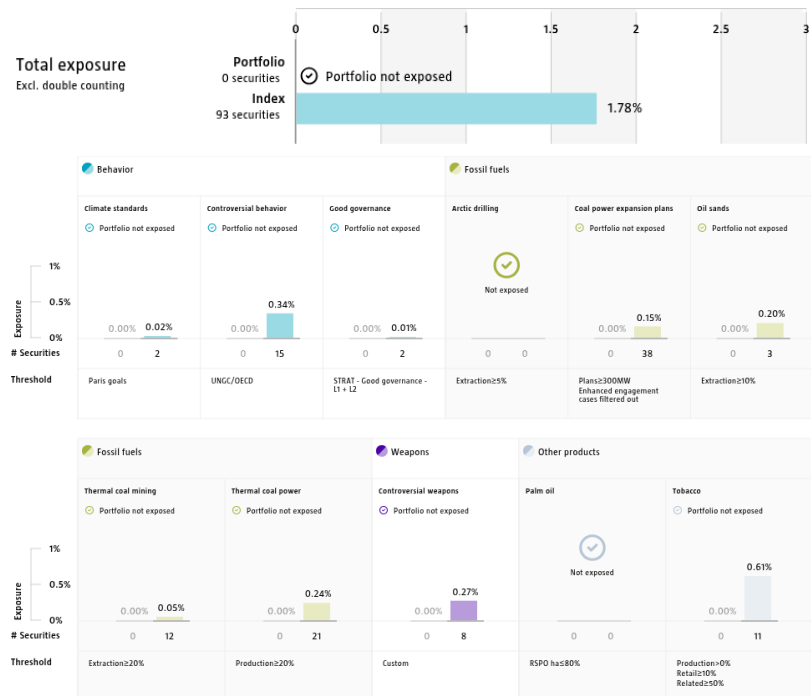 0 0.5 1 1.5 2 2.5 3
Total exposure
Excl. double counting
Portfolio
0 securities
Portfolio not exposed
Index
93 securities
1.78%
Behavior
Fossil fuels
Climate standards
Controversial behavior
Good governance
Arctic drilling
Coal power expansion plans
Oil sands
Portfolio not exposed
Portfolio not exposed
Portfolio not exposed
Portfolio not exposed
Portfolio not exposed
Not exposed
Exposure
1%
0.5%
0%
0.00% 0.02%
0.00% 0.34%
0.00% 0.01%
0.00% 0.15%
0.00% 0.20%
# Securities
0 2
0 15
0 2
0 0
0 38
0 3
Threshold
Paris goals
UNGC/OECD
STRAT - Good governance -
L1 + L2
Extraction≥5%
Plans≥300MW
Enhanced engagement
cases filtered out
Extraction≥10%
Fossil fuels
Weapons
Other products
Thermal coal mining
Thermal coal power
Controversial weapons
Palm oil
Tobacco
Portfolio not exposed
Portfolio not exposed
Portfolio not exposed
Portfolio not exposed
Not exposed
Exposure
1%
0.5%
0%
0.00% 0.05%
0.00% 0.24%
0.00% 0.27%
0.00% 0.61%
# Securities
0 12
0 21
0 8
0 0
0 11
Threshold
Extraction≥20%
Production≥20%
Custom
RSPO ha≤80%
Production>0%
Retail≥10%
Related≥50%